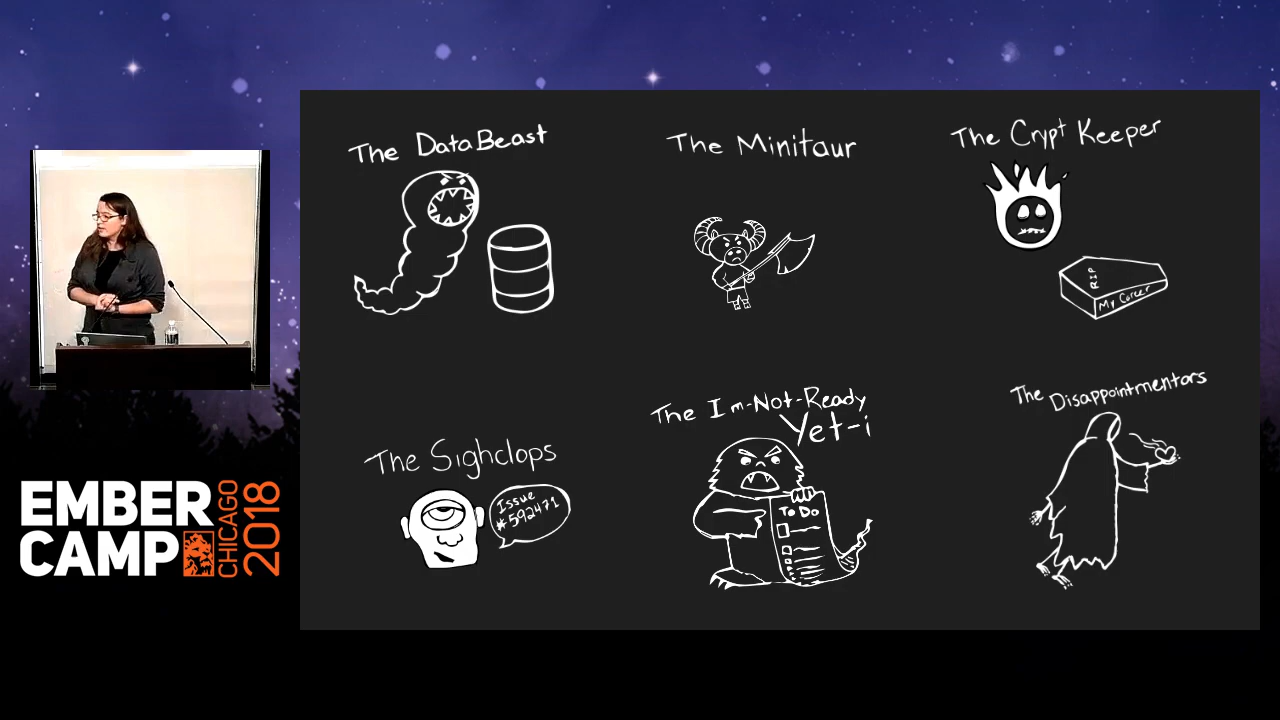 The DataBeast
The Minitaur
The Crypt Keeper
RIP
My Career
The Sighclops
Issue
#592471
The Im-Not-Ready
Yet-i
To Do
The Disappointmentors
EMBER
CAMP
CHICAGO
2018